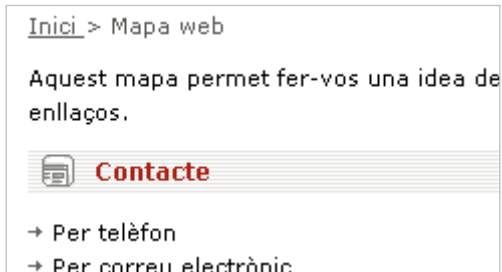 Inici > Mapa web
Aquest mapa permet fer-vos una idea de
enllaços.
Contacte
→ Per telèfon
→ Per correu electrònic